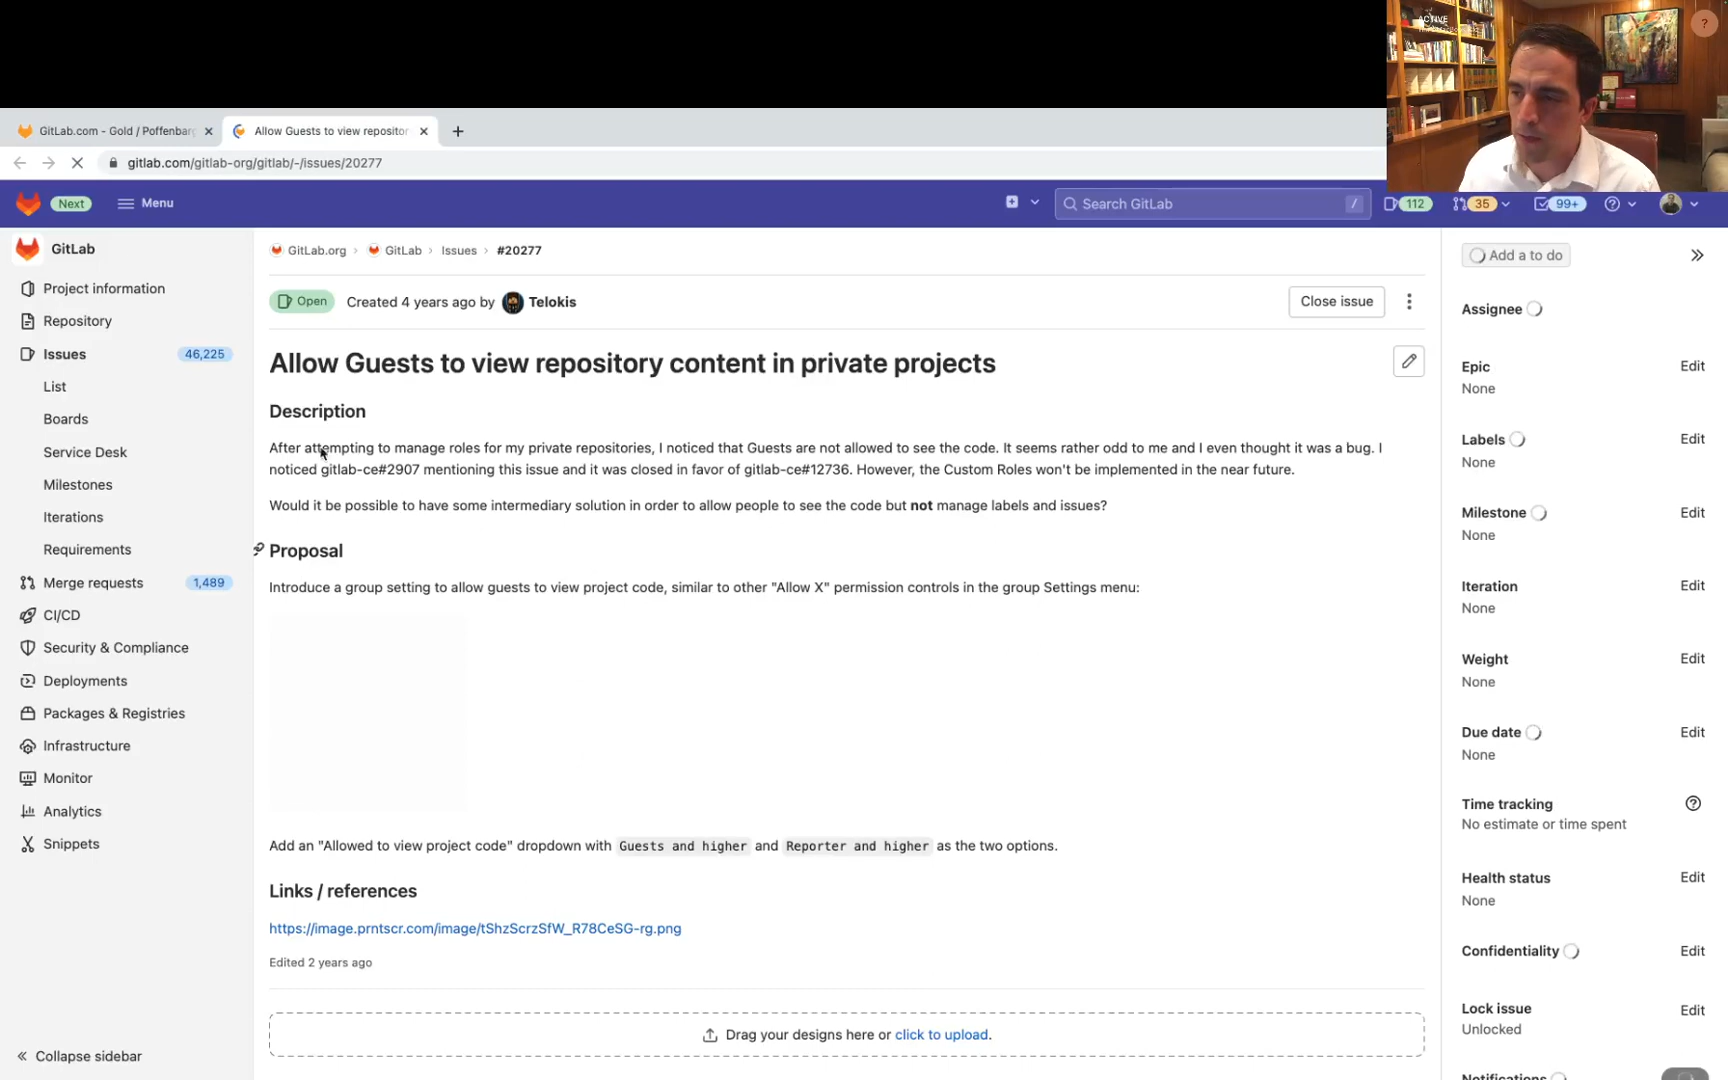 ACTIVE
?
GitLab.com - Gold / Poffenbarg
Allow Guests to view repositor
gitlab.com/gitlab-org/gitlab/-/issues/20277
Next
Menu
Search GitLab
/
112
35
99+
GitLab
Project information
Repository
Issues
46,225
List
Boards
Service Desk
Milestones
Iterations
Requirements
Merge requests
1,489
CI/CD
Security & Compliance
Deployments
Packages & Registries
Infrastructure
Monitor
Analytics
Snippets
Collapse sidebar
GitLab.org › GitLab › Issues › #20277
Open
Created 4 years ago by Telokis
Close issue
Allow Guests to view repository content in private projects
Description
After attempting to manage roles for my private repositories, I noticed that Guests are not allowed to see the code. It seems rather odd to me and I even thought it was a bug. I
noticed gitlab-ce#2907 mentioning this issue and it was closed in favor of gitlab-ce#12736. However, the Custom Roles won't be implemented in the near future.
Would it be possible to have some intermediary solution in order to allow people to see the code but not manage labels and issues?
Proposal
Introduce a group setting to allow guests to view project code, similar to other "Allow X" permission controls in the group Settings menu:
Add an "Allowed to view project code" dropdown with Guests and higher and Reporter and higher as the two options.
Links / references
https://image.prntscr.com/image/tShzScrzSfW_R78CeSG-rg.png
Edited 2 years ago
Drag your designs here or click to upload.
Add a to do
Assignee
Epic
Edit
None
Labels
Edit
None
Milestone
Edit
None
Iteration
Edit
None
Weight
Edit
None
Due date
Edit
None
Time tracking
No estimate or time spent
Health status
Edit
None
Confidentiality
Edit
Lock issue
Edit
Unlocked
Notifications